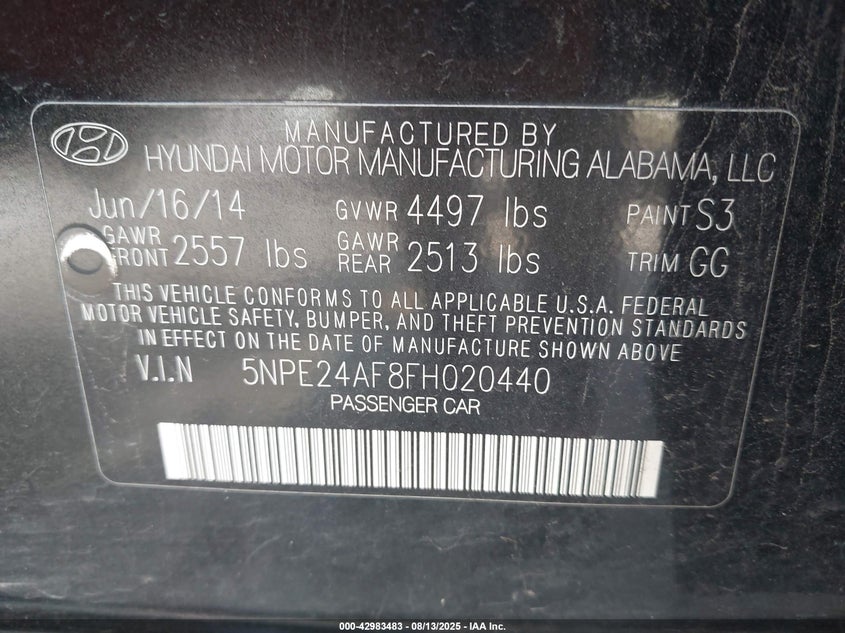 MANUFACTURED BY
HYUNDAI MOTOR MANUFACTURING ALABAMA, LLC
Jun/16/14 GVWR 4497 lbs PAINT S3
GAWR FRONT 2557 lbs GAWR REAR 2513 lbs TRIM GG
THIS VEHICLE CONFORMS TO ALL APPLICABLE U.S.A. FEDERAL
MOTOR VEHICLE SAFETY, BUMPER, AND THEFT PREVENTION STANDARDS
IN EFFECT ON THE DATE OF MANUFACTURE SHOWN ABOVE
V.I.N 5NPE24AF8FH020440
PASSENGER CAR
000-42983483 - 08/13/2025 - IAA Inc.